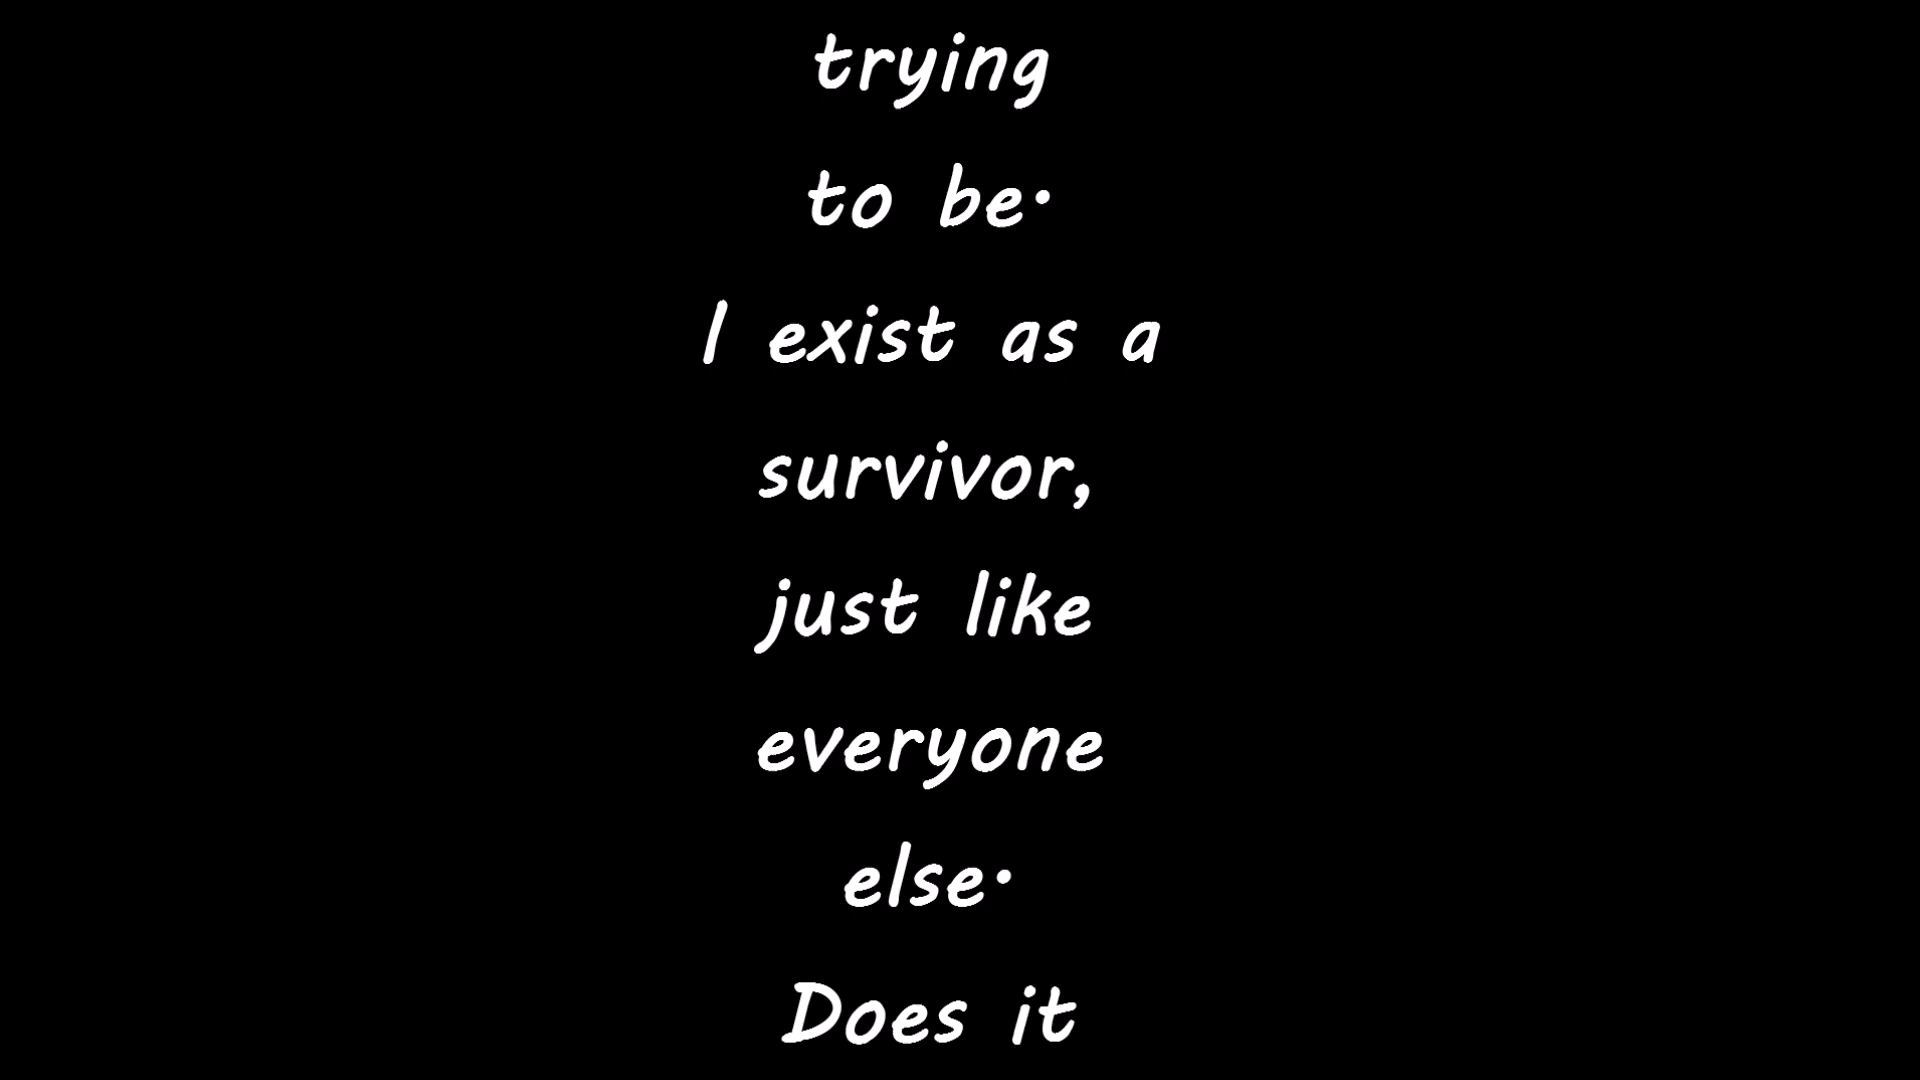 trying
to be.
I exist as a
survivor,
just like
everyone
else.
Does it